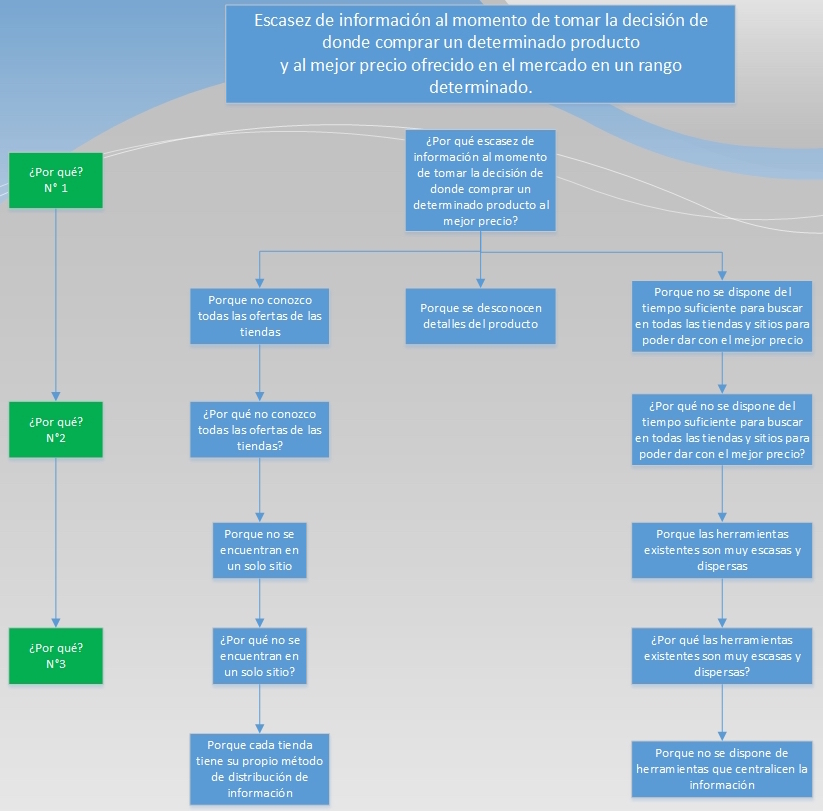 Escasez de información al momento de tomar la decisión de
donde comprar un determinado producto
y al mejor precio ofrecido en el mercado en un rango
determinado.
¿Por qué?
N° 1
¿Por qué escasez de
información al momento
de tomar la decisión de
donde comprar un
determinado producto al
mejor precio?
Porque no conozco
todas las ofertas de las
tiendas
Porque se desconocen
detalles del producto
Porque no se dispone del
tiempo suficiente para buscar
en todas las tiendas y sitios para
poder dar con el mejor precio
¿Por qué?
N°2
¿Por qué no conozco
todas las ofertas de las
tiendas?
¿Por qué no se dispone del
tiempo suficiente para buscar
en todas las tiendas y sitios para
poder dar con el mejor precio?
Porque no se
encuentran en
un solo sitio
Porque las herramientas
existentes son muy escasas y
dispersas
¿Por qué?
N°3
¿Por qué no se
encuentran en
un solo sitio?
¿Por qué las herramientas
existentes son muy escasas y
dispersas?
Porque cada tienda
tiene su propio método
de distribución de
información
Porque no se dispone de
herramientas que centralicen la
información